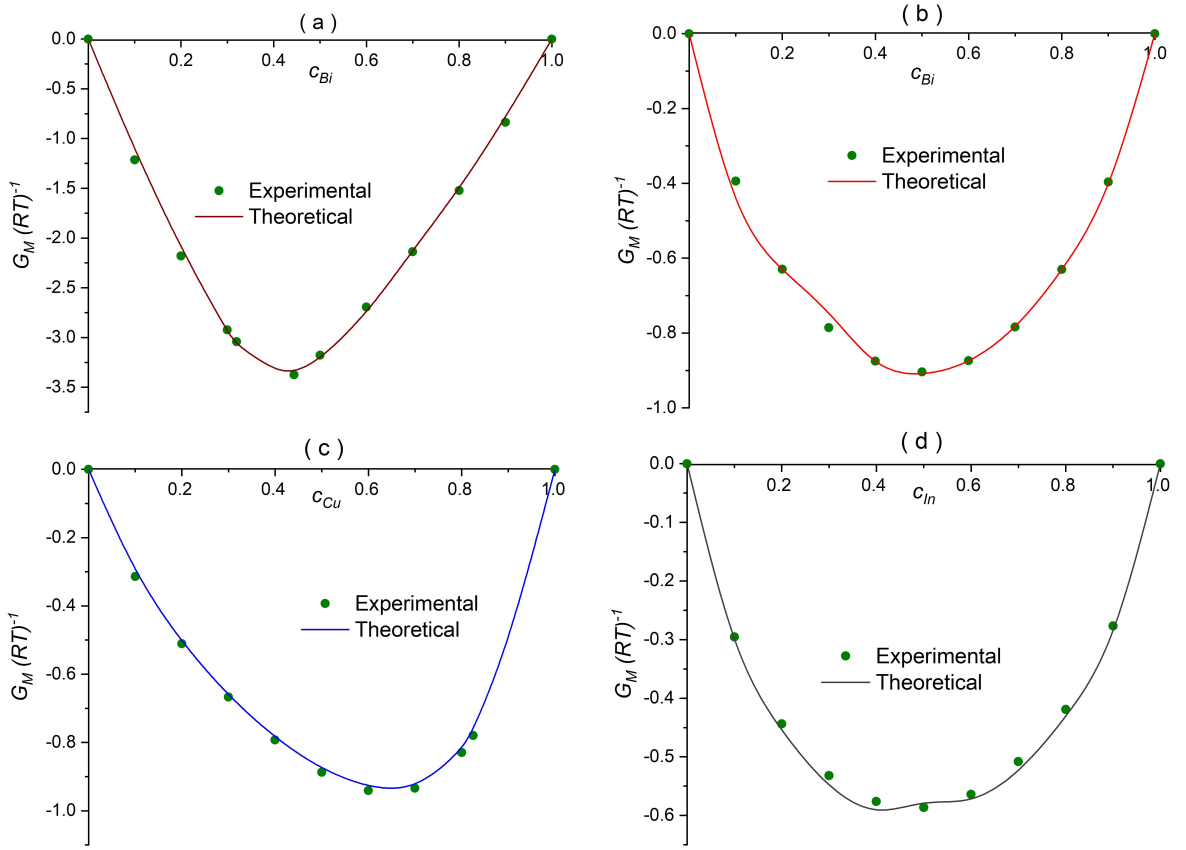 ( a )
0.0
0.2
0.4
0.6
0.8
1.0
c_Bi
-0.5
-1.0
-1.5
-2.0
-2.5
-3.0
-3.5
G_M (RT)^-1
Experimental
Theoretical
( b )
0.0
0.2
0.4
0.6
0.8
1.0
c_Bi
-0.2
-0.4
-0.6
-0.8
-1.0
G_M (RT)^-1
Experimental
Theoretical
( c )
0.0
0.2
0.4
0.6
0.8
1.0
c_Cu
-0.2
-0.4
-0.6
-0.8
-1.0
G_M (RT)^-1
Experimental
Theoretical
( d )
0.0
0.2
0.4
0.6
0.8
1.0
c_In
-0.1
-0.2
-0.3
-0.4
-0.5
-0.6
G_M (RT)^-1
Experimental
Theoretical